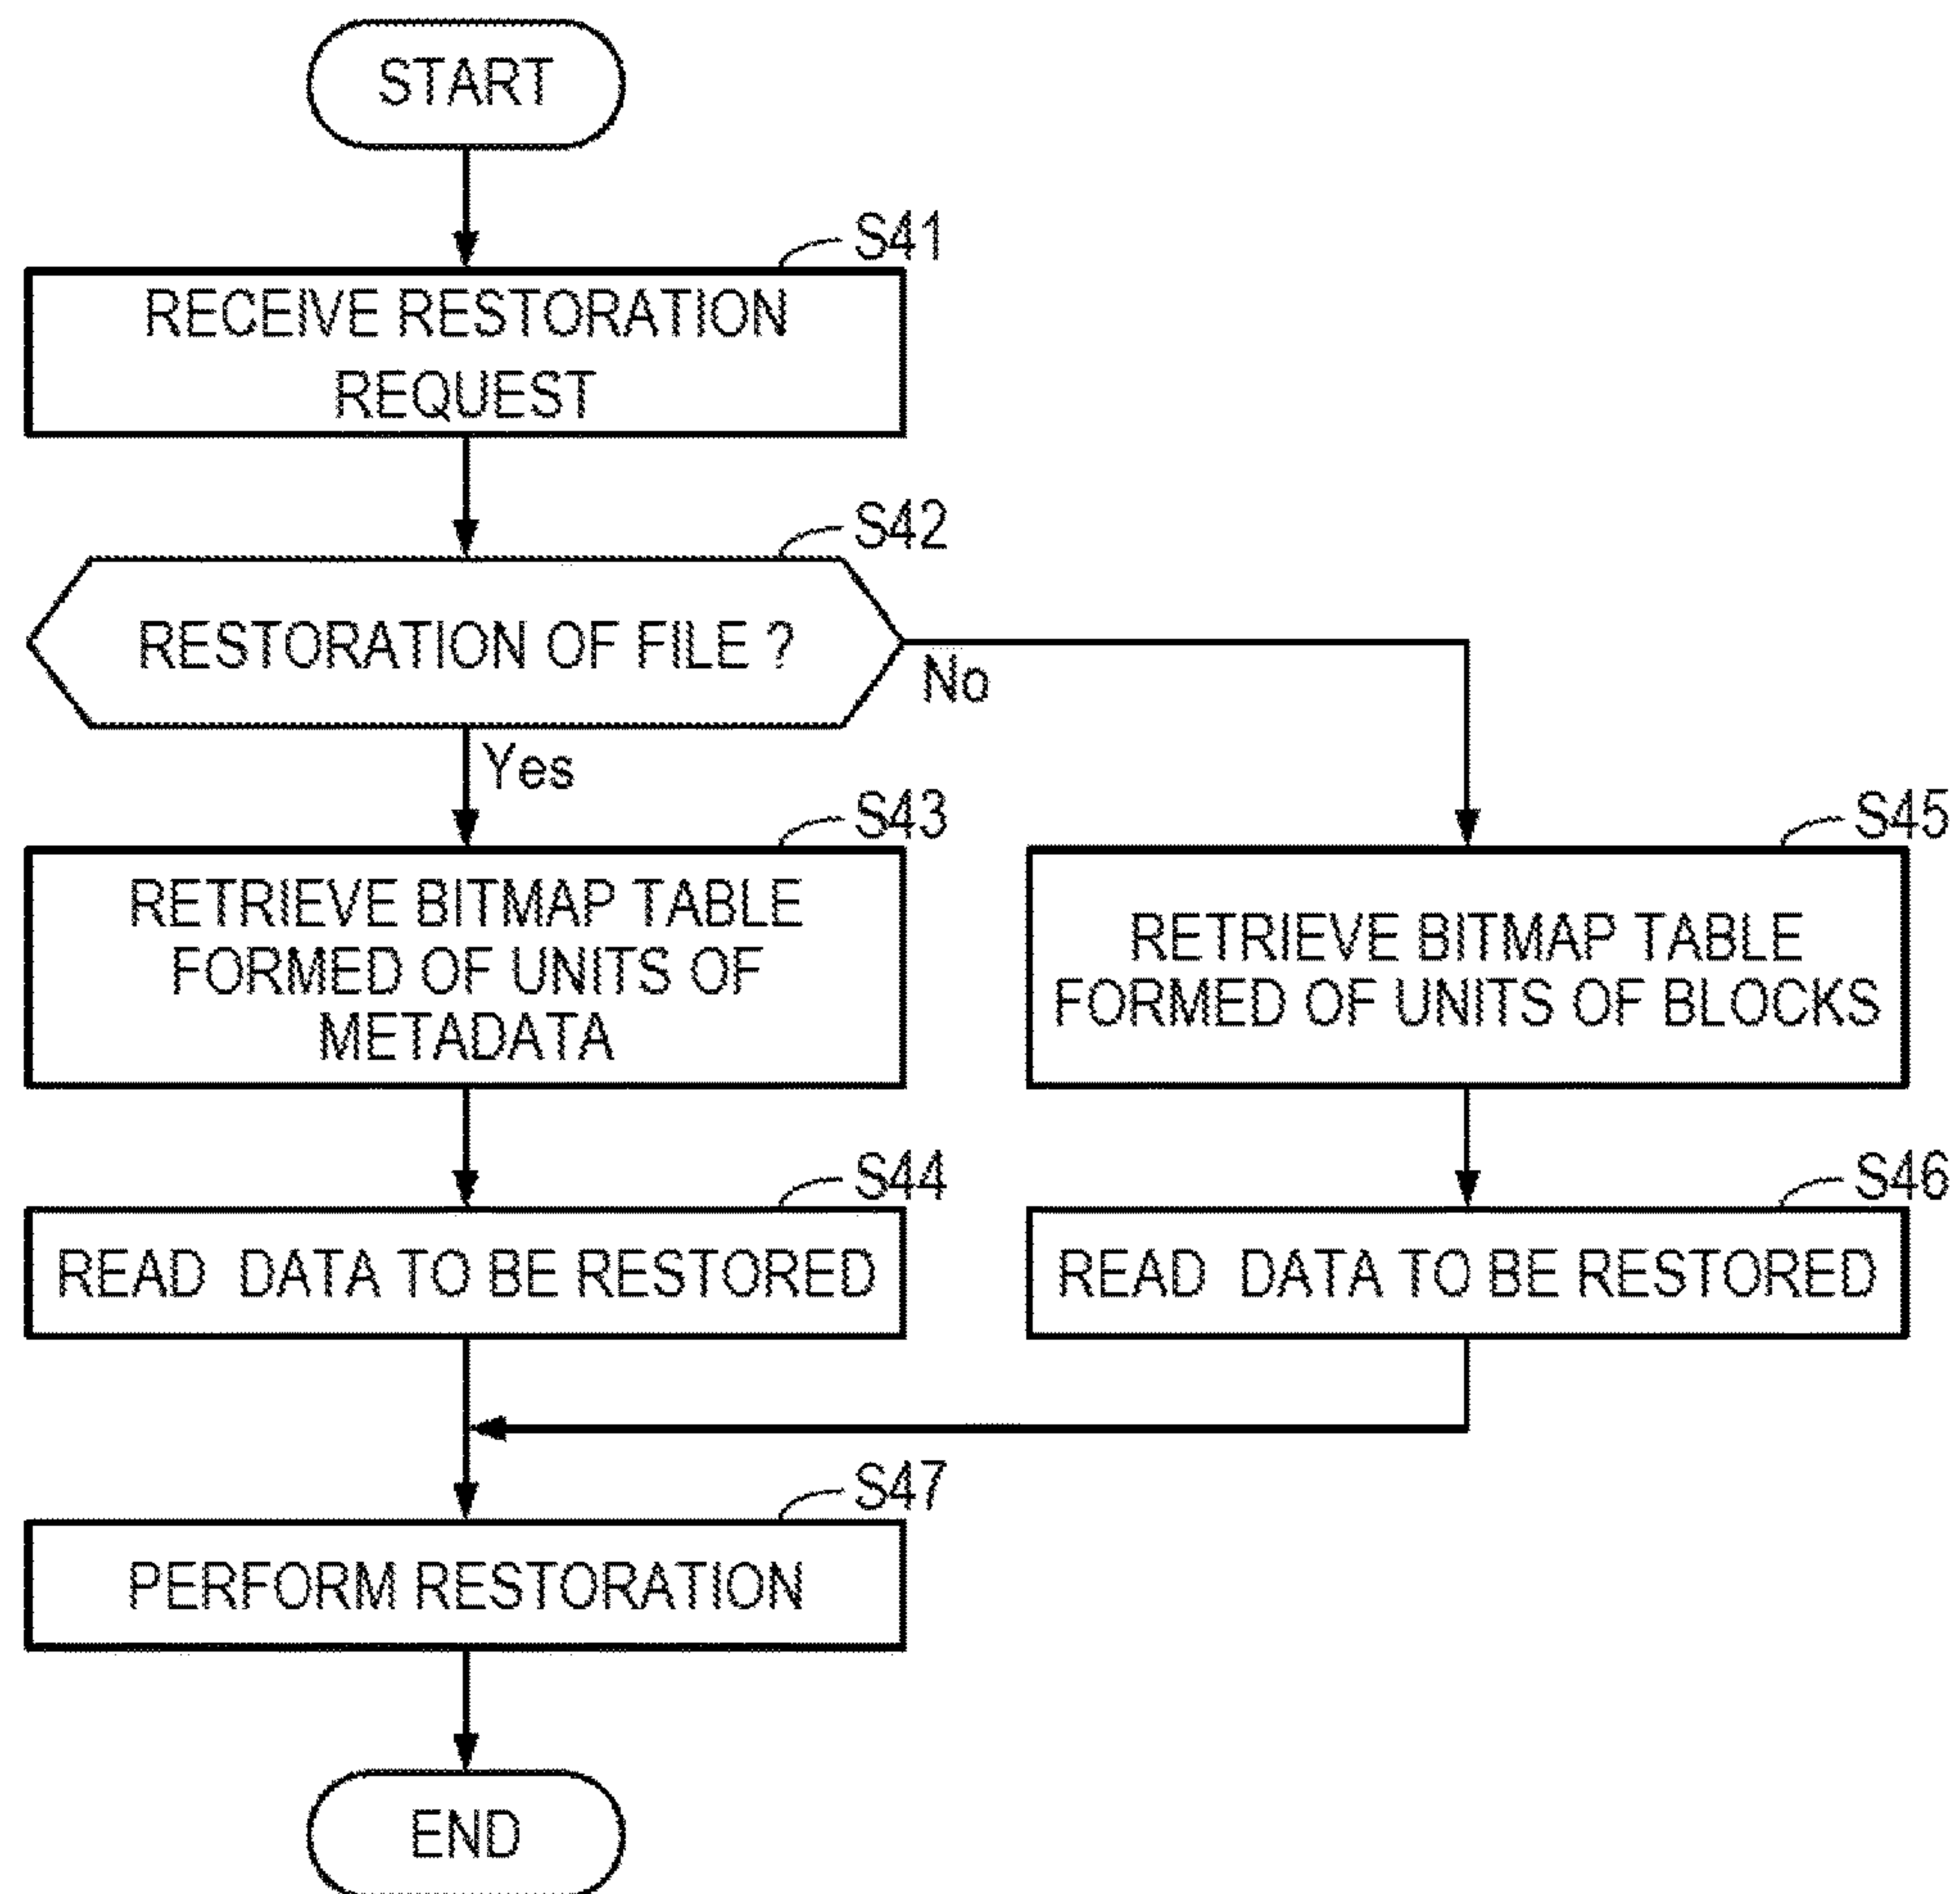 START
S41
RECEIVE RESTORATION
REQUEST
S42
RESTORATION OF FILE ?
No
Yes
S43
RETRIEVE BITMAP TABLE
FORMED OF UNITS OF
METADATA
S45
RETRIEVE BITMAP TABLE
FORMED OF UNITS OF BLOCKS
S44
READ DATA TO BE RESTORED
S46
READ DATA TO BE RESTORED
S47
PERFORM RESTORATION
END